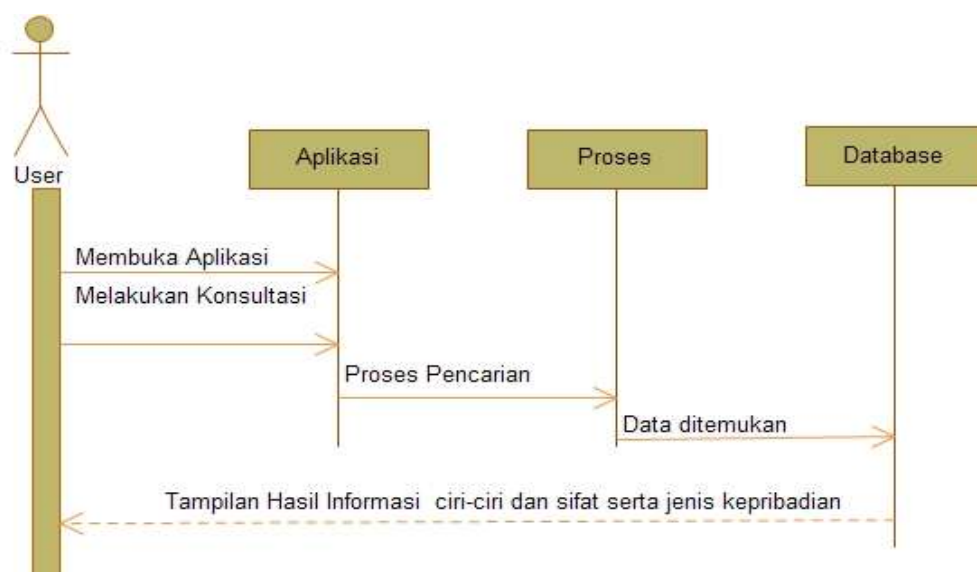 User
Aplikasi
Proses
Database
Membuka Aplikasi
Melakukan Konsultasi
Proses Pencarian
Data ditemukan
Tampilan Hasil Informasi ciri-ciri dan sifat serta jenis kepribadian